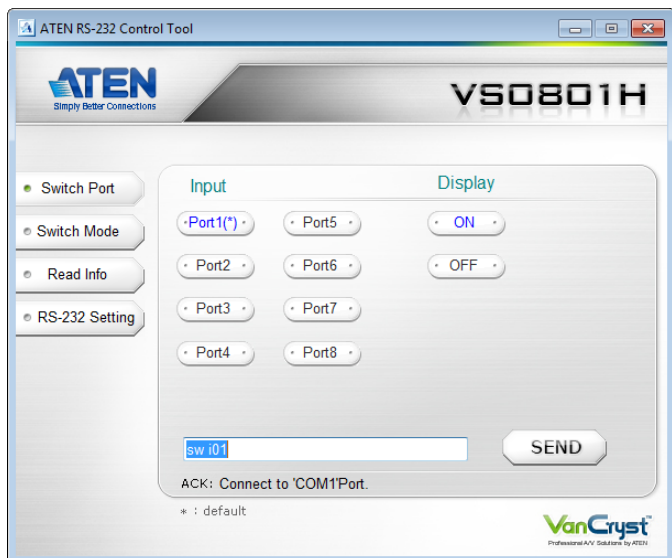 ATEN RS-232 Control Tool
ATEN
Simply Better Connections
VS0801H
Switch Port
Switch Mode
Read Info
RS-232 Setting
Input
Display
Port1(*)
Port5
ON
Port2
Port6
OFF
Port3
Port7
Port4
Port8
sw i01
SEND
ACK: Connect to 'COM1'Port.
* : default
VanCryst™
Professional A/V Solutions by ATEN